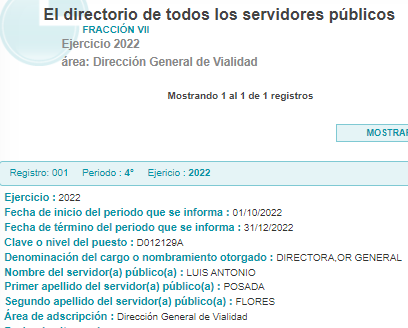 El directorio de todos los servidores públicos
FRACCIÓN VII
Ejercicio 2022
área: Dirección General de Vialidad
Mostrando 1 al 1 de 1 registros
MOSTRAR
Registro: 001 Periodo : 4° Ejericio : 2022
Ejercicio : 2022
Fecha de inicio del periodo que se informa : 01/10/2022
Fecha de término del periodo que se informa : 31/12/2022
Clave o nivel del puesto : D012129A
Denominación del cargo o nombramiento otorgado : DIRECTORA,OR GENERAL
Nombre del servidor(a) público(a) : LUIS ANTONIO
Primer apellido del servidor(a) público(a) : POSADA
Segundo apellido del servidor(a) público(a) : FLORES
Área de adscripción : Dirección General de Vialidad